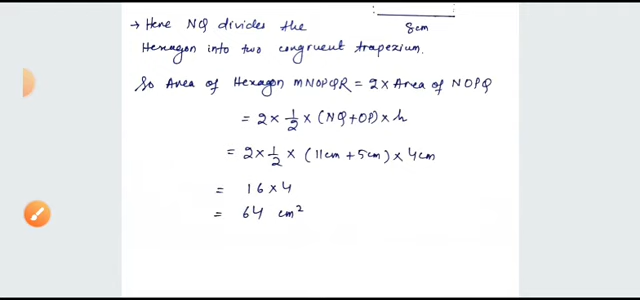 8cm
→ Here NQ divides the
Hexagon into two congruent trapezium.
So Area of Hexagon MNOPQR = 2 × Area of NOPQ
= 2 × 1/2 × (NQ + OP) × h
= 2 × 1/2 × (11cm + 5cm) × 4cm
= 16 × 4
= 64 cm²